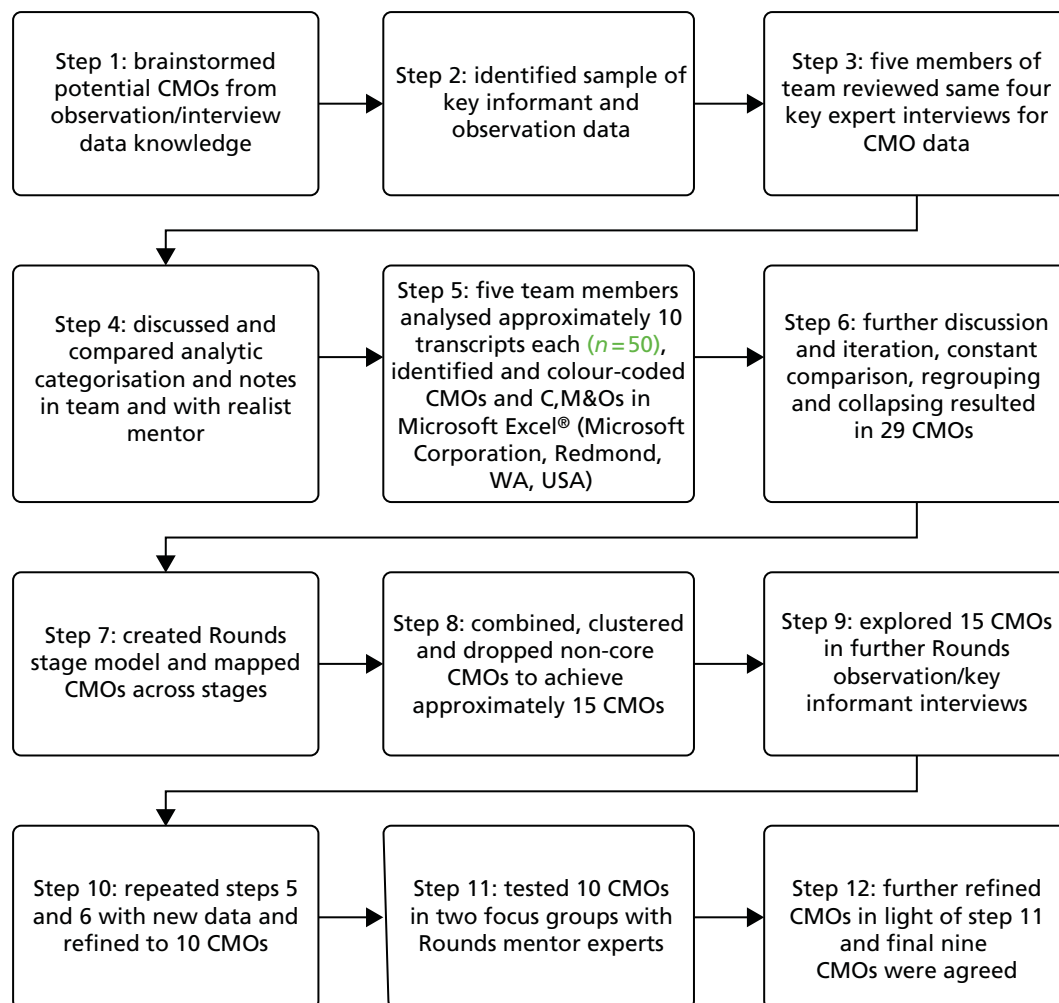 Step 1: brainstormed
potential CMOs from
observation/interview
data knowledge
Step 2: identified sample of
key informant and
observation data
Step 3: five members of
team reviewed same four
key expert interviews for
CMO data
Step 4: discussed and
compared analytic
categorisation and notes
in team and with realist
mentor
Step 5: five team members
analysed approximately 10
transcripts each (n=50),
identified and colour-coded
CMOs and C,M&Os in
Microsoft Excel® (Microsoft
Corporation, Redmond,
WA, USA)
Step 6: further discussion
and iteration, constant
comparison, regrouping
and collapsing resulted
in 29 CMOs
Step 7: created Rounds
stage model and mapped
CMOs across stages
Step 8: combined, clustered
and dropped non-core
CMOs to achieve
approximately 15 CMOs
Step 9: explored 15 CMOs
in further Rounds
observation/key
informant interviews
Step 10: repeated steps 5
and 6 with new data and
refined to 10 CMOs
Step 11: tested 10 CMOs
in two focus groups with
Rounds mentor experts
Step 12: further refined
CMOs in light of step 11
and final nine
CMOs were agreed